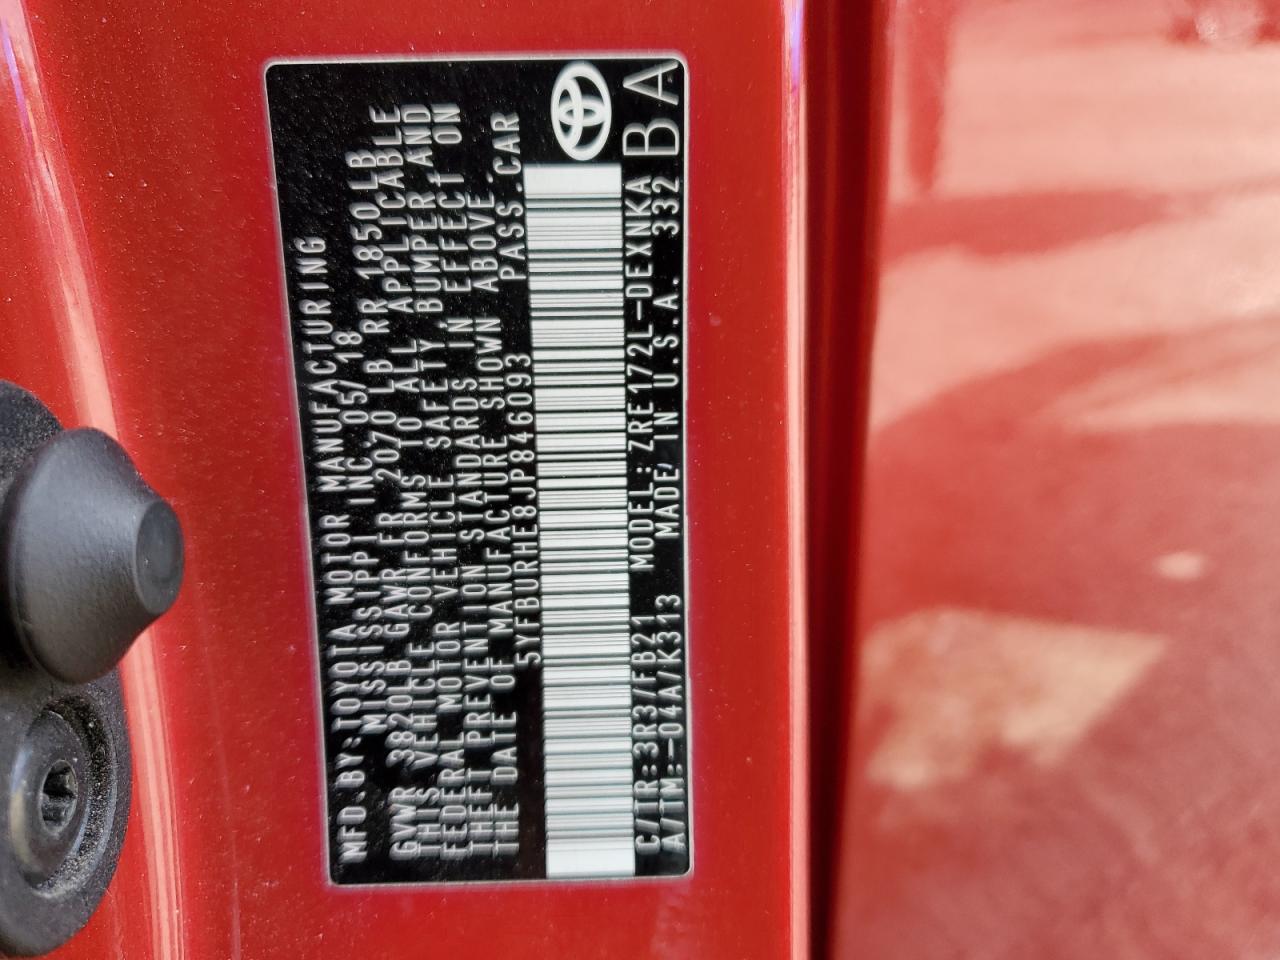 MFD.BY:TOYOTA MOTOR MANUFACTURING
MISSISSIPPI INC 05/18
GVWR 3820LB GAWR FR 2070 LB RR 1850 LB
THIS VEHICLE CONFORMS TO ALL APPLICABLE
FEDERAL MOTOR VEHICLE SAFETY, BUMPER AND
THEFT PREVENTION STANDARDS IN EFFECT ON
THE DATE OF MANUFACTURE SHOWN ABOVE.
5YFBURHE8JP846093 PASS.CAR
C/TR:3R3/FB21 MODEL:ZRE172L-DEXNKA
A/TM:-04A/K313 MADE IN U.S.A. 332
BA